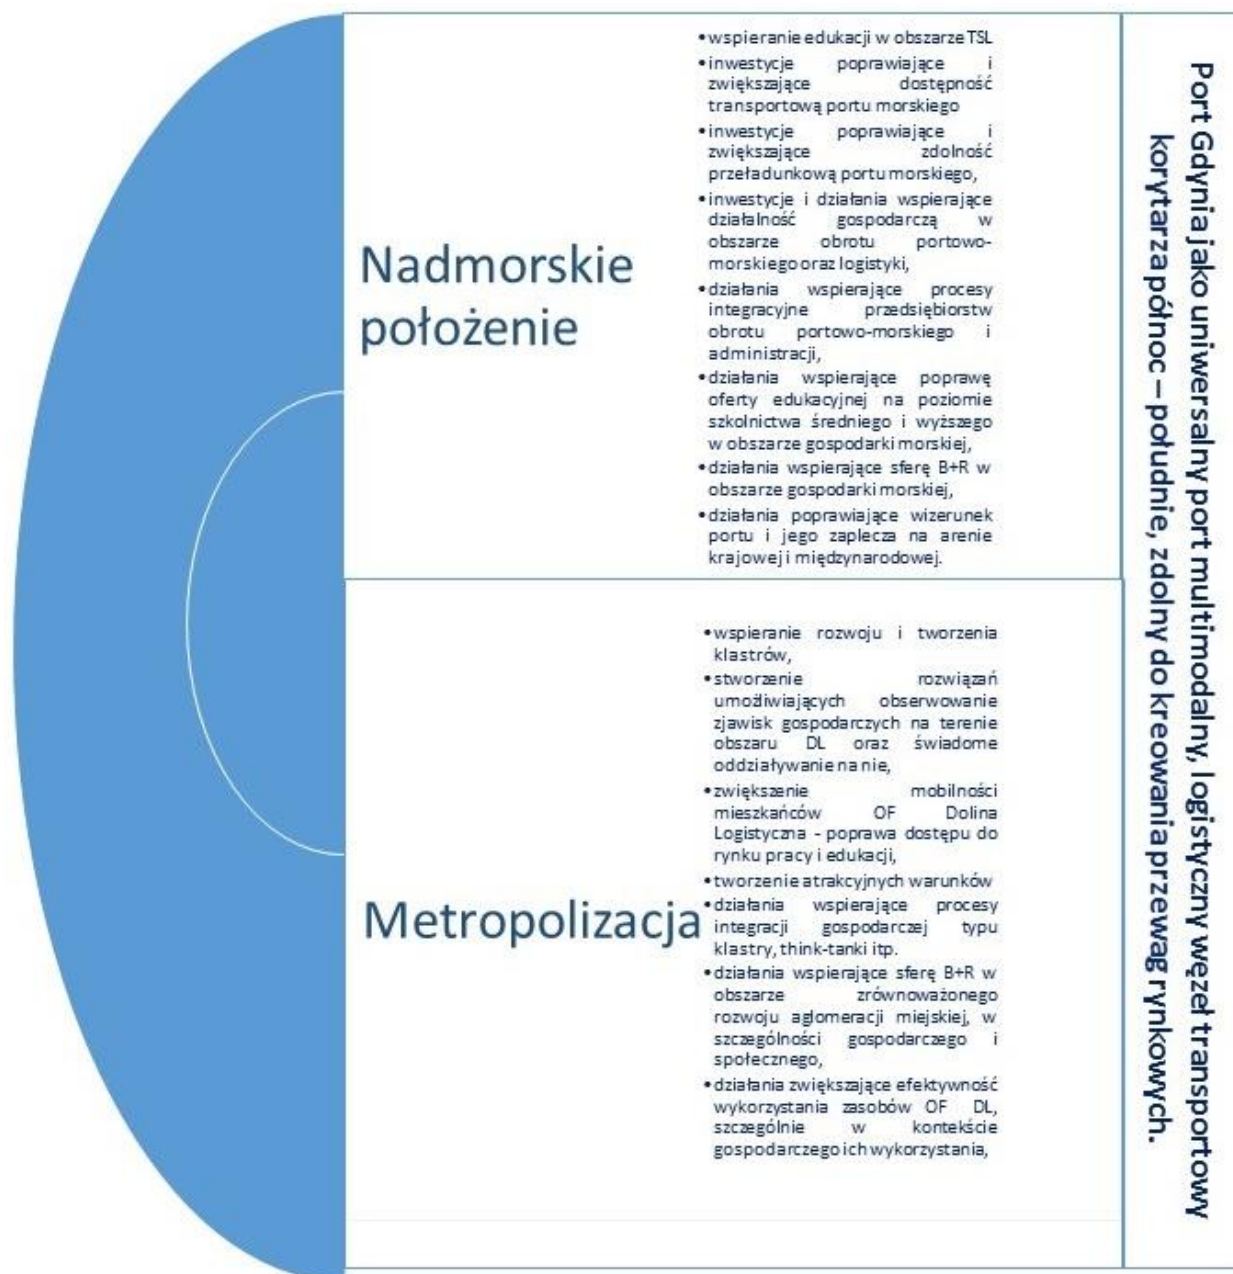 Nadmorskie
położenie
•wspieranie edukacji w obszarze TSL
•inwestycje poprawiające i
zwiększające dostępność
transportową portu morskiego
•inwestycje poprawiające i
zwiększające zdolność
przeładunkową portu morskiego,
•inwestycje i działania wspierające
działalność gospodarczą w
obszarze obrotu portowo-
morskiego oraz logistyki,
•działania wspierające procesy
integracyjne przedsiębiorstw
obrotu portowo-morskiego i
administracji,
•działania wspierające poprawę
oferty edukacyjnej na poziomie
szkolnictwa średniego i wyższego
w obszarze gospodarki morskiej,
•działania wspierające sferę B+R w
obszarze gospodarki morskiej,
•działania poprawiające wizerunek
portu i jego zaplecza na arenie
krajowej i międzynarodowej.
Metropolizacja
•wspieranie rozwoju i tworzenia
klastrów,
•stworzenie rozwiązań
umożliwiających obserwowanie
zjawisk gospodarczych na terenie
obszaru DL oraz świadome
oddziaływanie na nie,
•zwiększenie mobilności
mieszkańców OF Dolina
Logistyczna - poprawa dostępu do
rynku pracy i edukacji,
•tworzenie atrakcyjnych warunków
•działania wspierające procesy
integracji gospodarczej typu
klastry, think-tanki itp.
•działania wspierające sferę B+R w
obszarze zrównoważonego
rozwoju aglomeracji miejskiej, w
szczególności gospodarczego i
społecznego,
•działania zwiększające efektywność
wykorzystania zasobów OF DL,
szczególnie w kontekście
gospodarczego ich wykorzystania,
Port Gdynia jako uniwersalny port multimodalny, logistyczny węzeł transportowy
korytarza północ – południe, zdolny do kreowania przewag rynkowych.